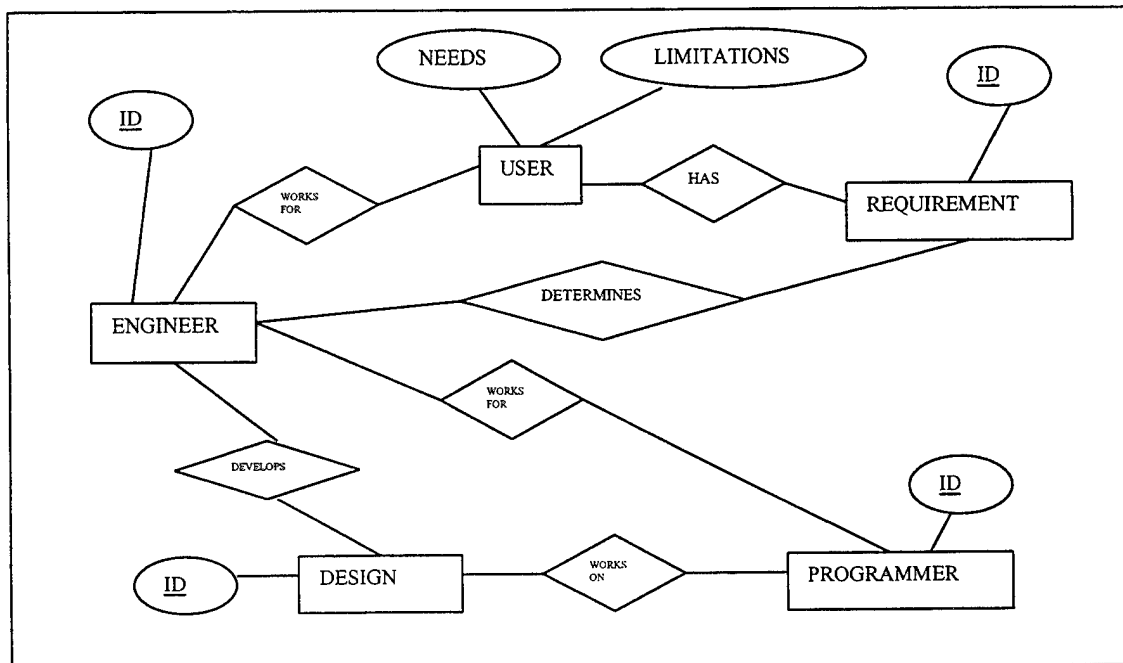 NEEDS
LIMITATIONS
ID
ID
USER
HAS
WORKS
FOR
REQUIREMENT
DETERMINES
ENGINEER
WORKS
FOR
DEVELOPS
ID
DESIGN
WORKS
ON
PROGRAMMER
ID